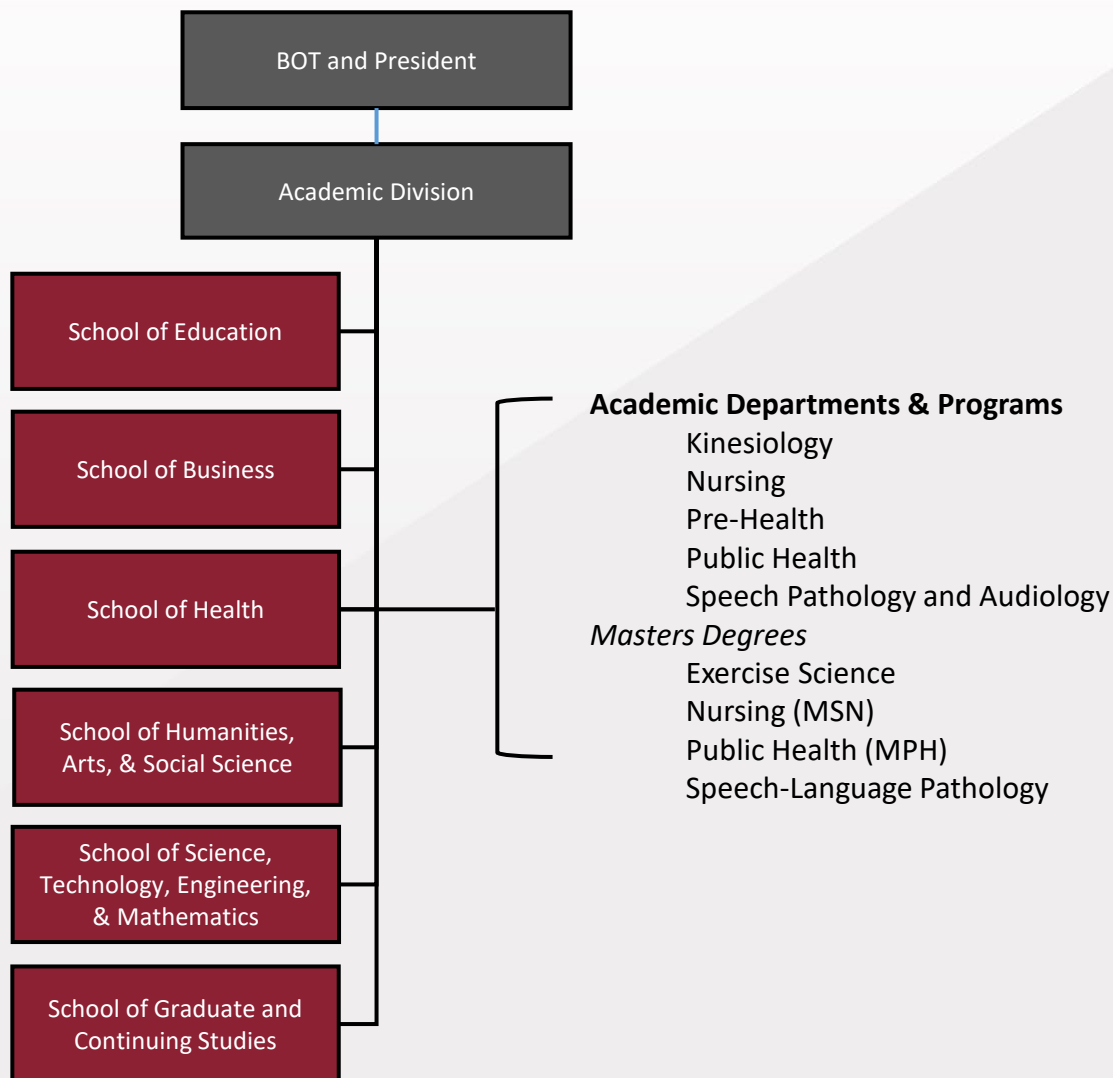 BOT and President
Academic Division
School of Education
School of Business
School of Health
School of Humanities,
Arts, & Social Science
School of Science,
Technology, Engineering,
& Mathematics
School of Graduate and
Continuing Studies
Academic Departments & Programs
Kinesiology
Nursing
Pre-Health
Public Health
Speech Pathology and Audiology
Masters Degrees
Exercise Science
Nursing (MSN)
Public Health (MPH)
Speech-Language Pathology